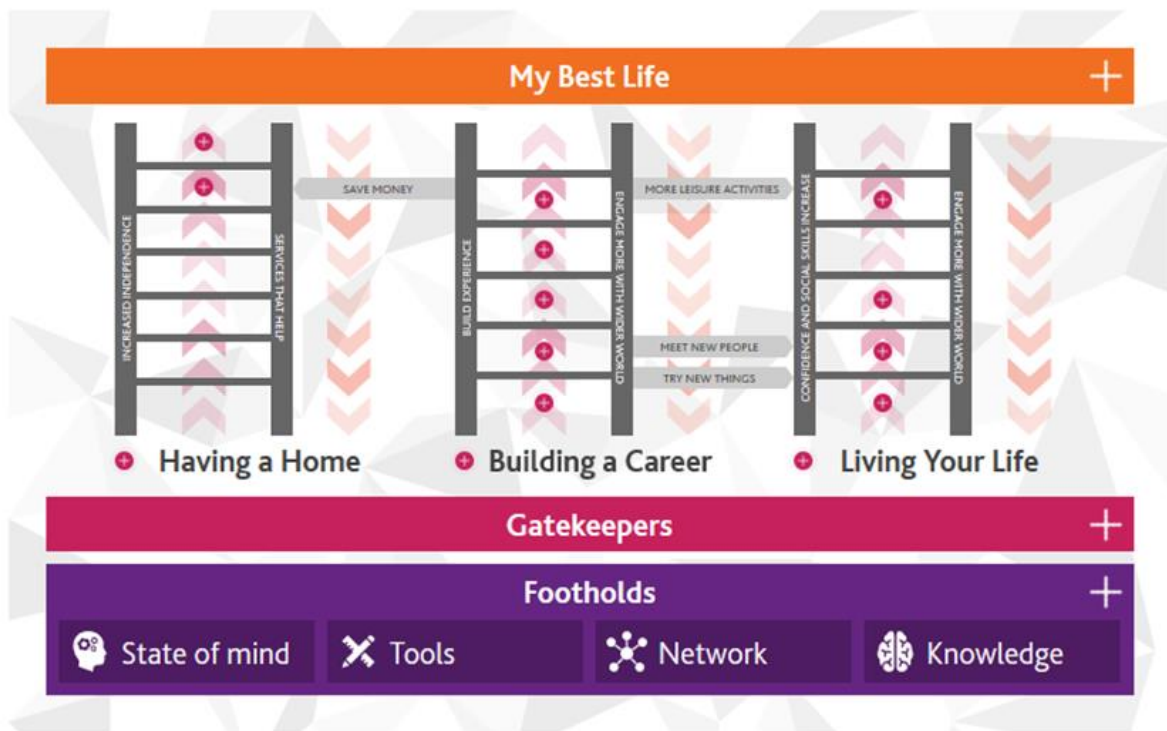 My Best Life
INCREASED INDEPENDENCE
SERVICES THAT HELP
SAVE MONEY
BUILD EXPERIENCE
ENGAGE MORE WITH WIDER WORLD
MORE LEISURE ACTIVITIES
MEET NEW PEOPLE
TRY NEW THINGS
CONFIDENCE AND SOCIAL SKILLS INCREASE
ENGAGE MORE WITH WIDER WORLD
Having a Home
Building a Career
Living Your Life
Gatekeepers
Footholds
State of mind
Tools
Network
Knowledge